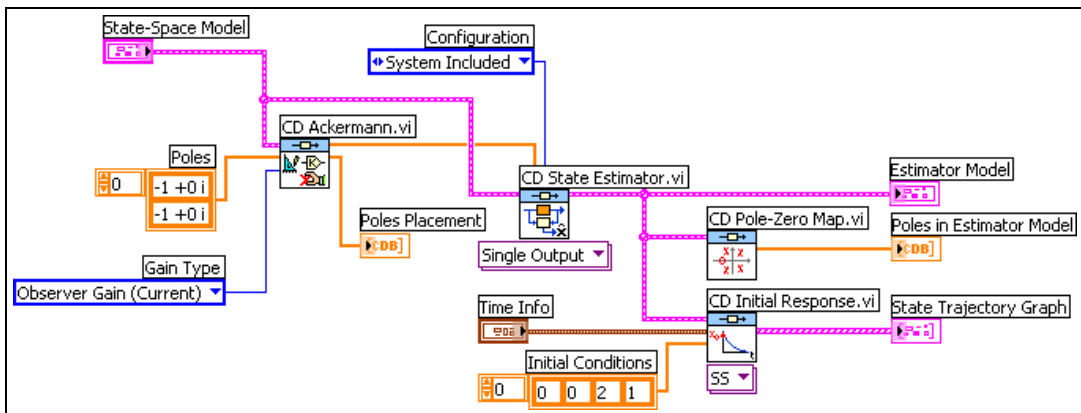 State-Space Model
Configuration
System Included
CD Ackermann.vi
Poles
0
-1 +0 i
-1 +0 i
CD State Estimator.vi
Estimator Model
Poles Placement
CDB]
CD Pole-Zero Map.vi
Poles in Estimator Model
CDB]
Single Output
Gain Type
Observer Gain (Current)
Time Info
CD Initial Response.vi
State Trajectory Graph
Initial Conditions
0 0 0 2 1
SS